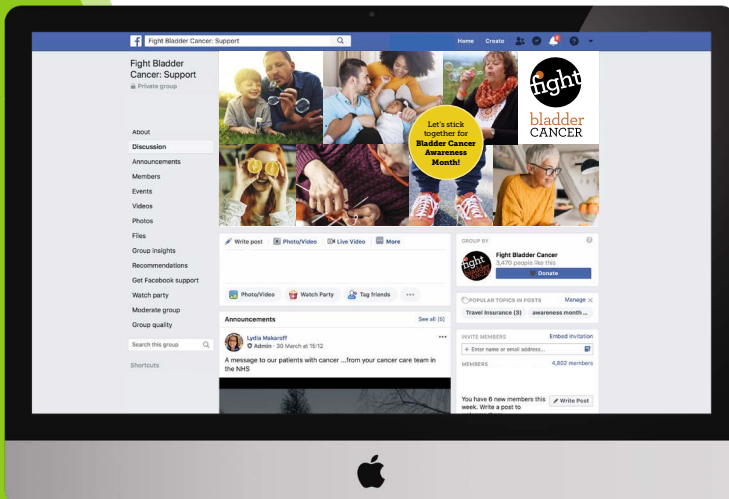 Fight Bladder Cancer: Support
Home
Create
Fight Bladder
Cancer: Support
Private group
About
Discussion
Announcements
Members
Events
Videos
Photos
Files
Group insights
Recommendations
Get Facebook support
Watch party
Moderate group
Group quality
Search this group
Shortcuts
Let's stick
together for
Bladder Cancer
Awareness
Month!
fight
bladder
CANCER
Write post
Photo/Video
Live Video
More
Photo/Video
Watch Party
Tag friends
Announcements
See all (5)
Lydia Makaroff
Admin · 30 March at 15:12
A message to our patients with cancer ...from your cancer care team in
the NHS
GROUP BY
fight
bladder
cancer
Fight Bladder Cancer
3,470 people like this
Donate
POPULAR TOPICS IN POSTS
Manage
Travel Insurance (3)
awareness month ...
INVITE MEMBERS
Embed Invitation
+ Enter name or email address...
MEMBERS
4,802 members
You have 6 new members this
week. Write a post to
Write Post